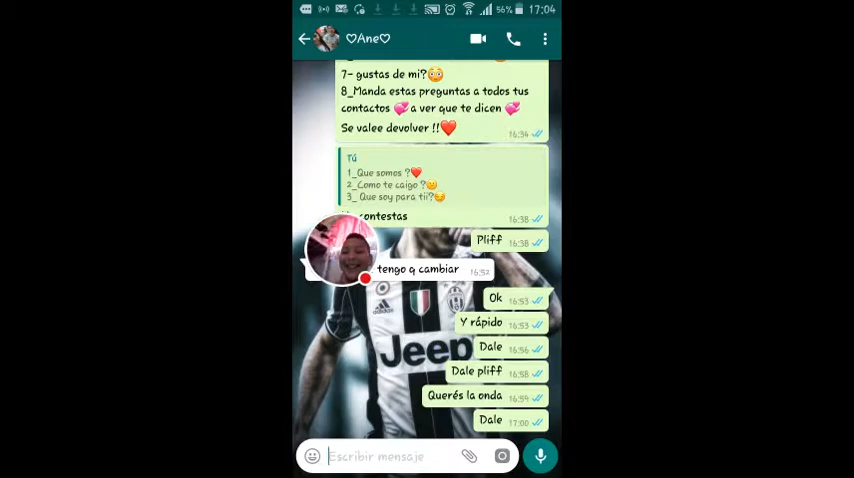 56% 17:04
♡Ane♡
7- gustas de mi?😳
8_Manda estas preguntas a todos tus
contactos 💞 a ver que te dicen 💞
Se valee devolver !!❤️
16:34
Tú
1_Que somos ?❤️
2_Como te caigo ?😕
3_ Que soy para tii?😏
contestas
16:38
Pliff 16:38
tengo q cambiar 16:52
Ok 16:53
Y rápido 16:53
Dale 16:56
Dale pliff 16:58
Querés la onda 16:59
Dale 17:00
Jeep
adidas
Escribir mensaje